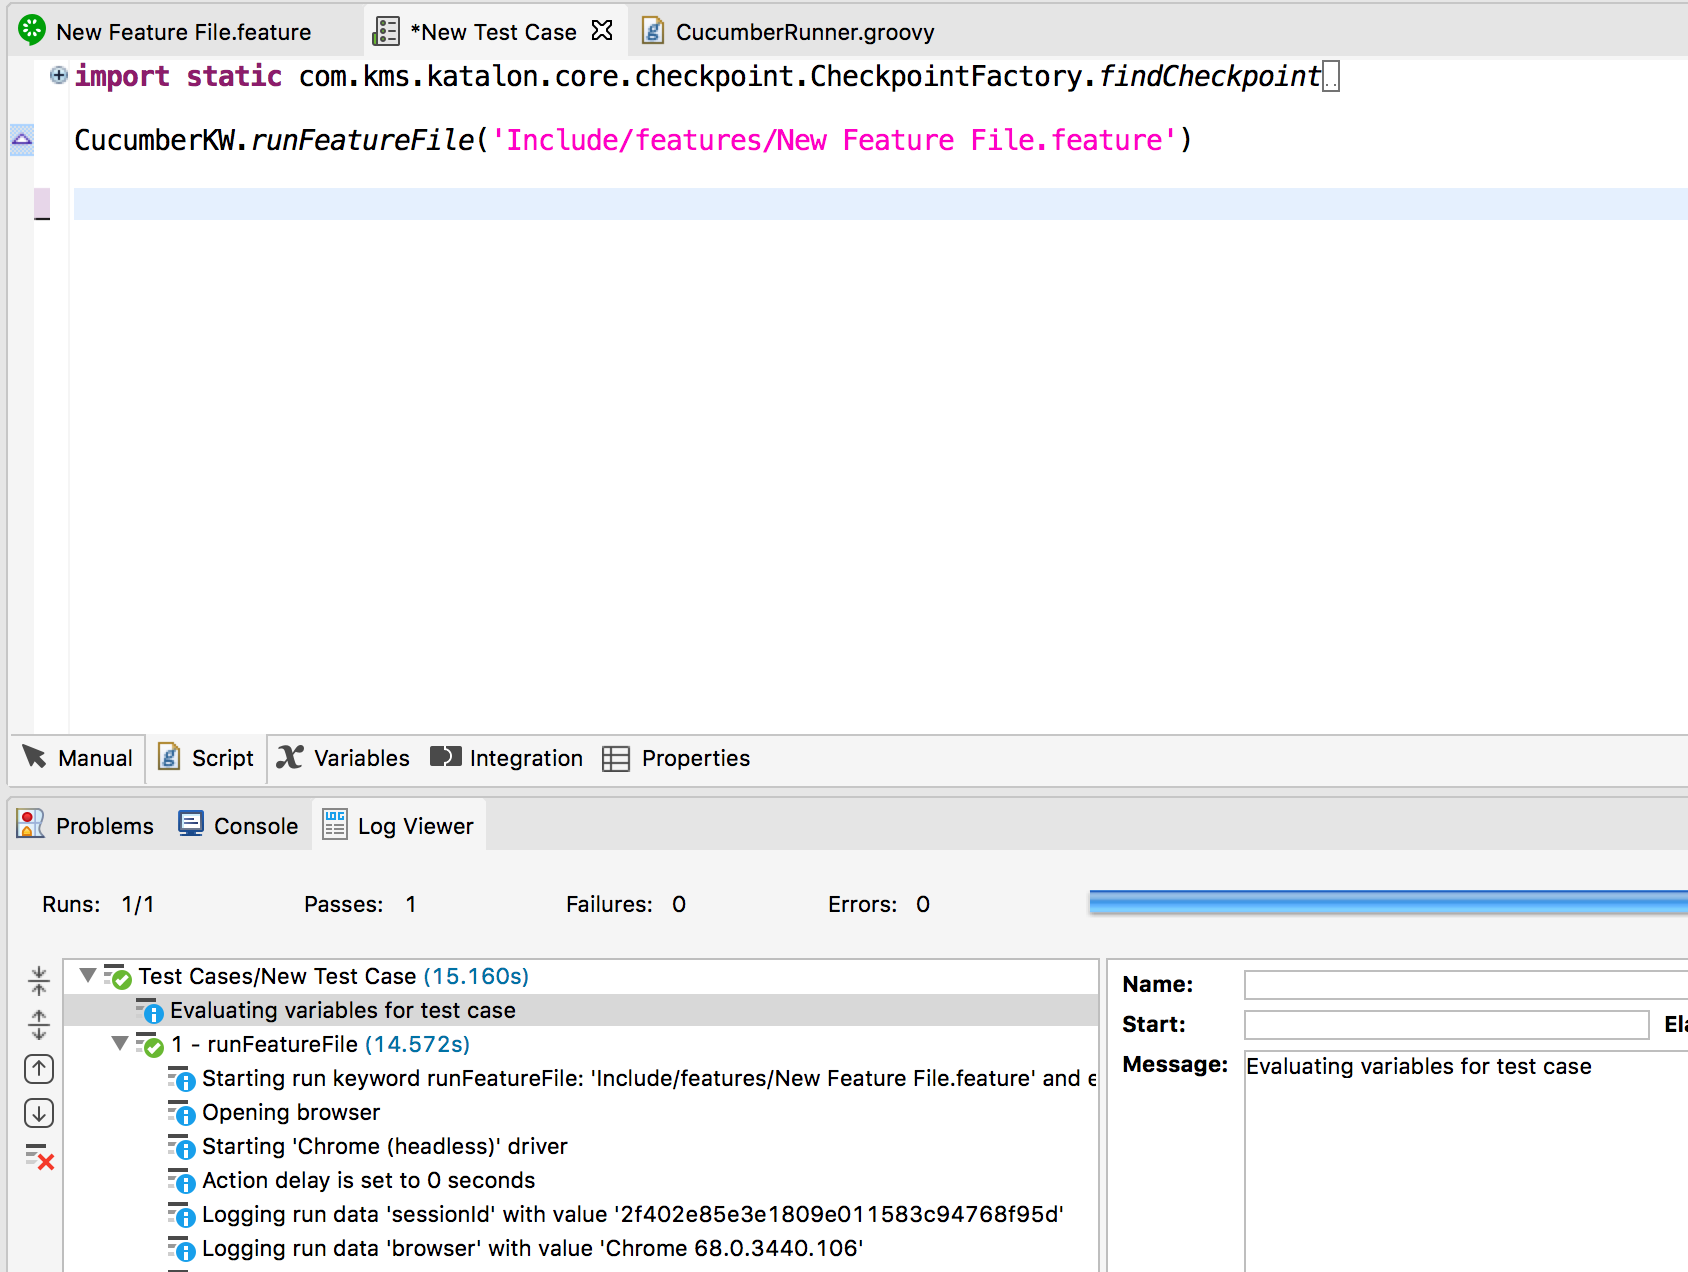 New Feature File.feature
*New Test Case
CucumberRunner.groovy
import static com.kms.katalon.core.checkpoint.CheckpointFactory.findCheckpoint..
CucumberKW.runFeatureFile('Include/features/New Feature File.feature')
Manual
Script
Variables
Integration
Properties
Problems
Console
Log Viewer
Runs: 1/1
Passes: 1
Failures: 0
Errors: 0
Test Cases/New Test Case (15.160s)
Evaluating variables for test case
1 - runFeatureFile (14.572s)
Starting run keyword runFeatureFile: 'Include/features/New Feature File.feature' and e
Opening browser
Starting 'Chrome (headless)' driver
Action delay is set to 0 seconds
Logging run data 'sessionId' with value '2f402e85e3e1809e011583c94768f95d'
Logging run data 'browser' with value 'Chrome 68.0.3440.106'
Name:
Start:
Ela
Message:
Evaluating variables for test case